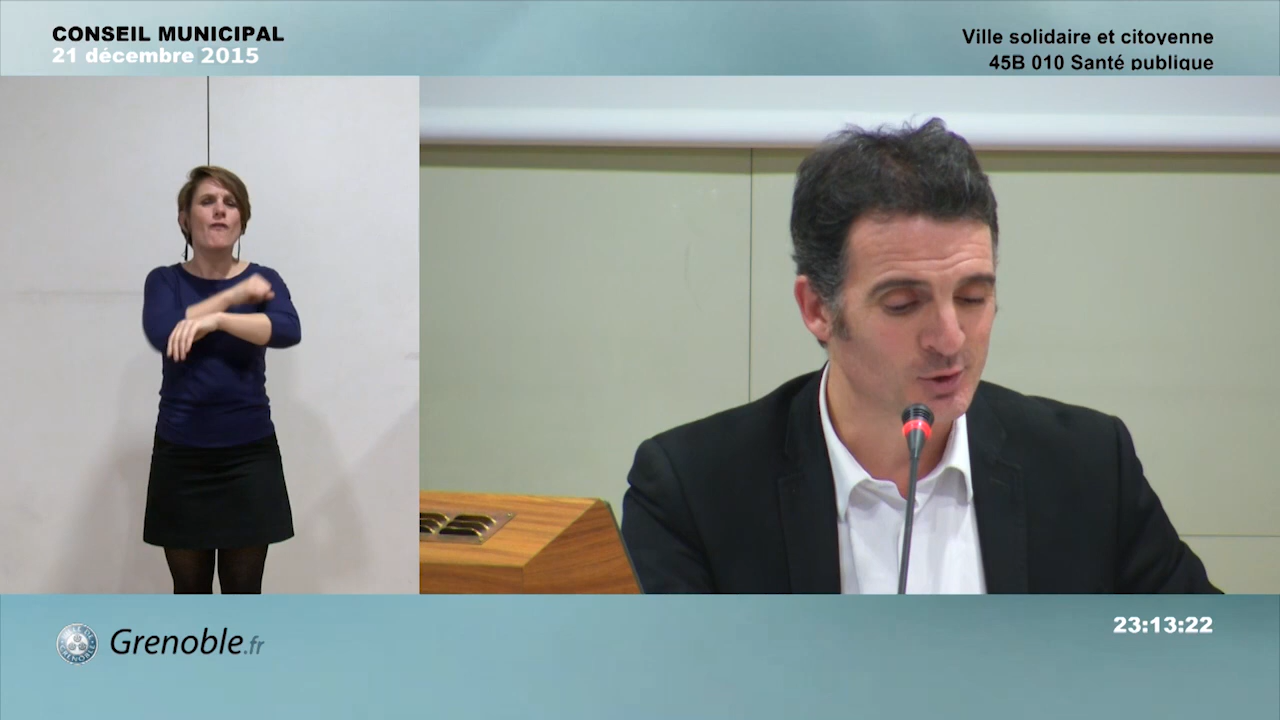 CONSEIL MUNICIPAL
21 décembre 2015
Ville solidaire et citoyenne
45B 010 Santé publique
Grenoble.fr
23:13:22